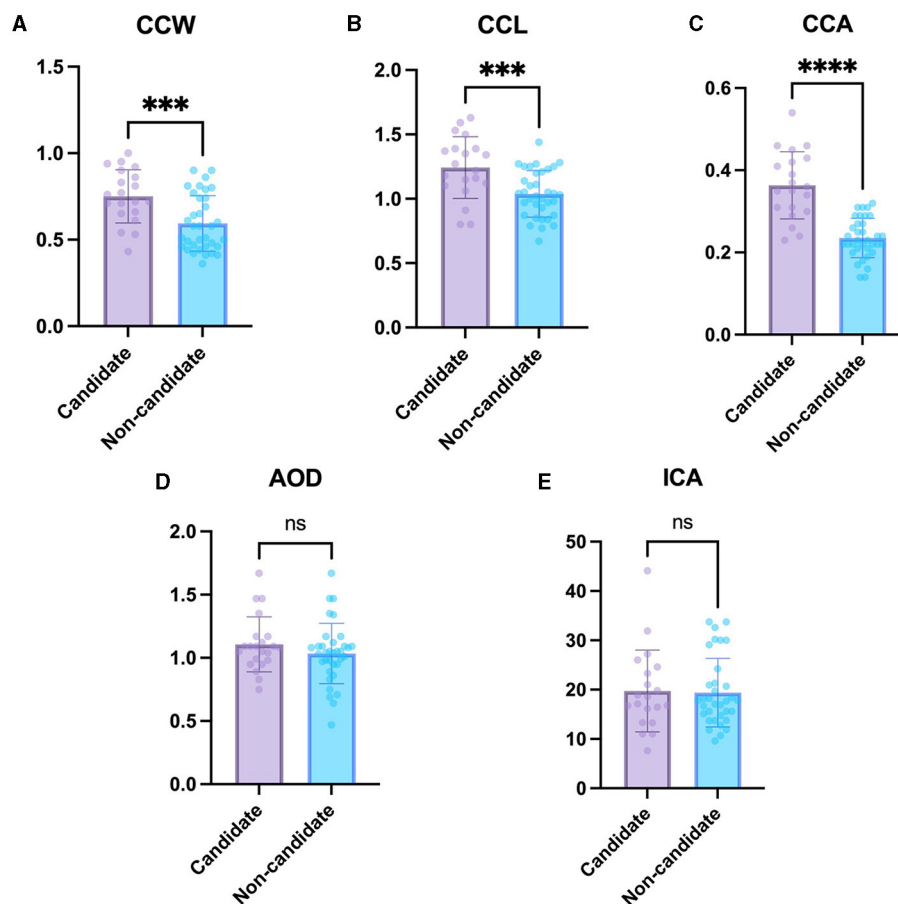 A
CCW
***
1.5
1.0
0.5
0.0
Candidate
Non-candidate
B
CCL
***
2.0
1.5
1.0
0.5
0.0
Candidate
Non-candidate
C
CCA
****
0.6
0.4
0.2
0.0
Candidate
Non-candidate
D
AOD
ns
2.0
1.5
1.0
0.5
0.0
Candidate
Non-candidate
E
ICA
ns
50
40
30
20
10
0
Candidate
Non-candidate